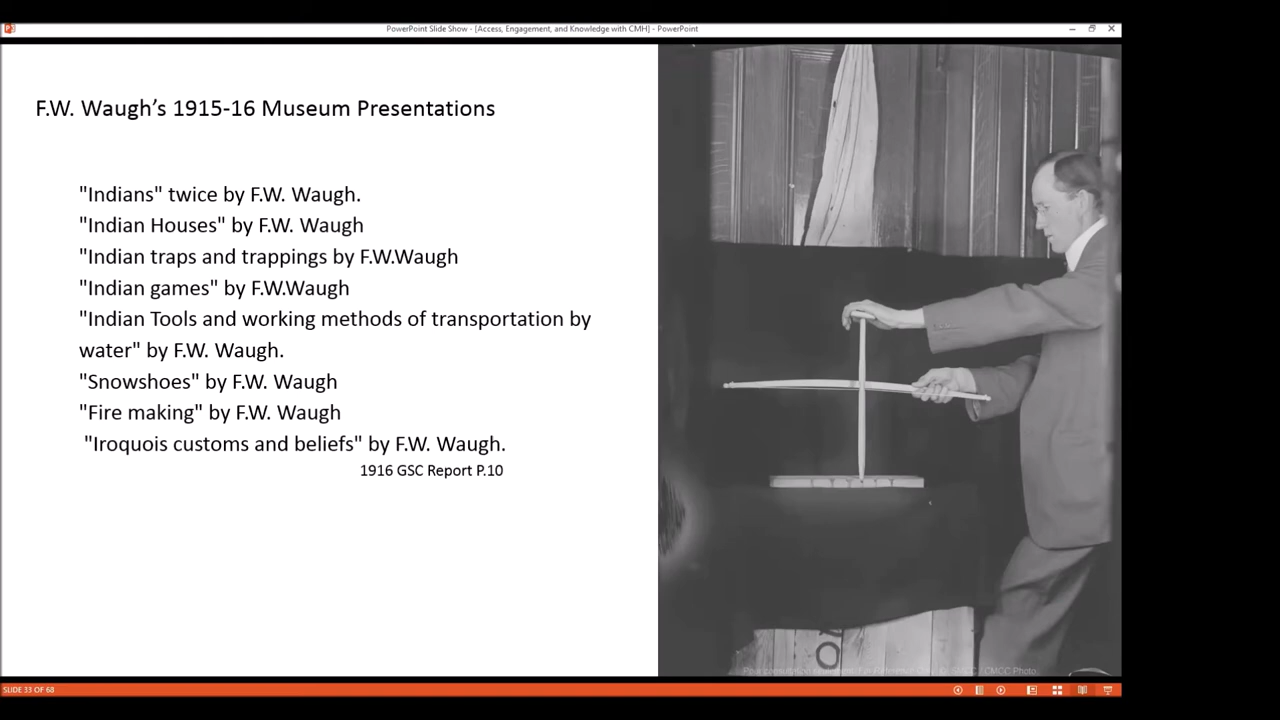 PowerPoint Slide Show - [Access, Engagement, and Knowledge with CMH] - PowerPoint
F.W. Waugh's 1915-16 Museum Presentations
"Indians" twice by F.W. Waugh.
"Indian Houses" by F.W. Waugh
"Indian traps and trappings by F.W.Waugh
"Indian games" by F.W.Waugh
"Indian Tools and working methods of transportation by
water" by F.W. Waugh.
"Snowshoes" by F.W. Waugh
"Fire making" by F.W. Waugh
"Iroquois customs and beliefs" by F.W. Waugh.
1916 GSC Report P.10
CMCC Photo
SLIDE 33 OF 68